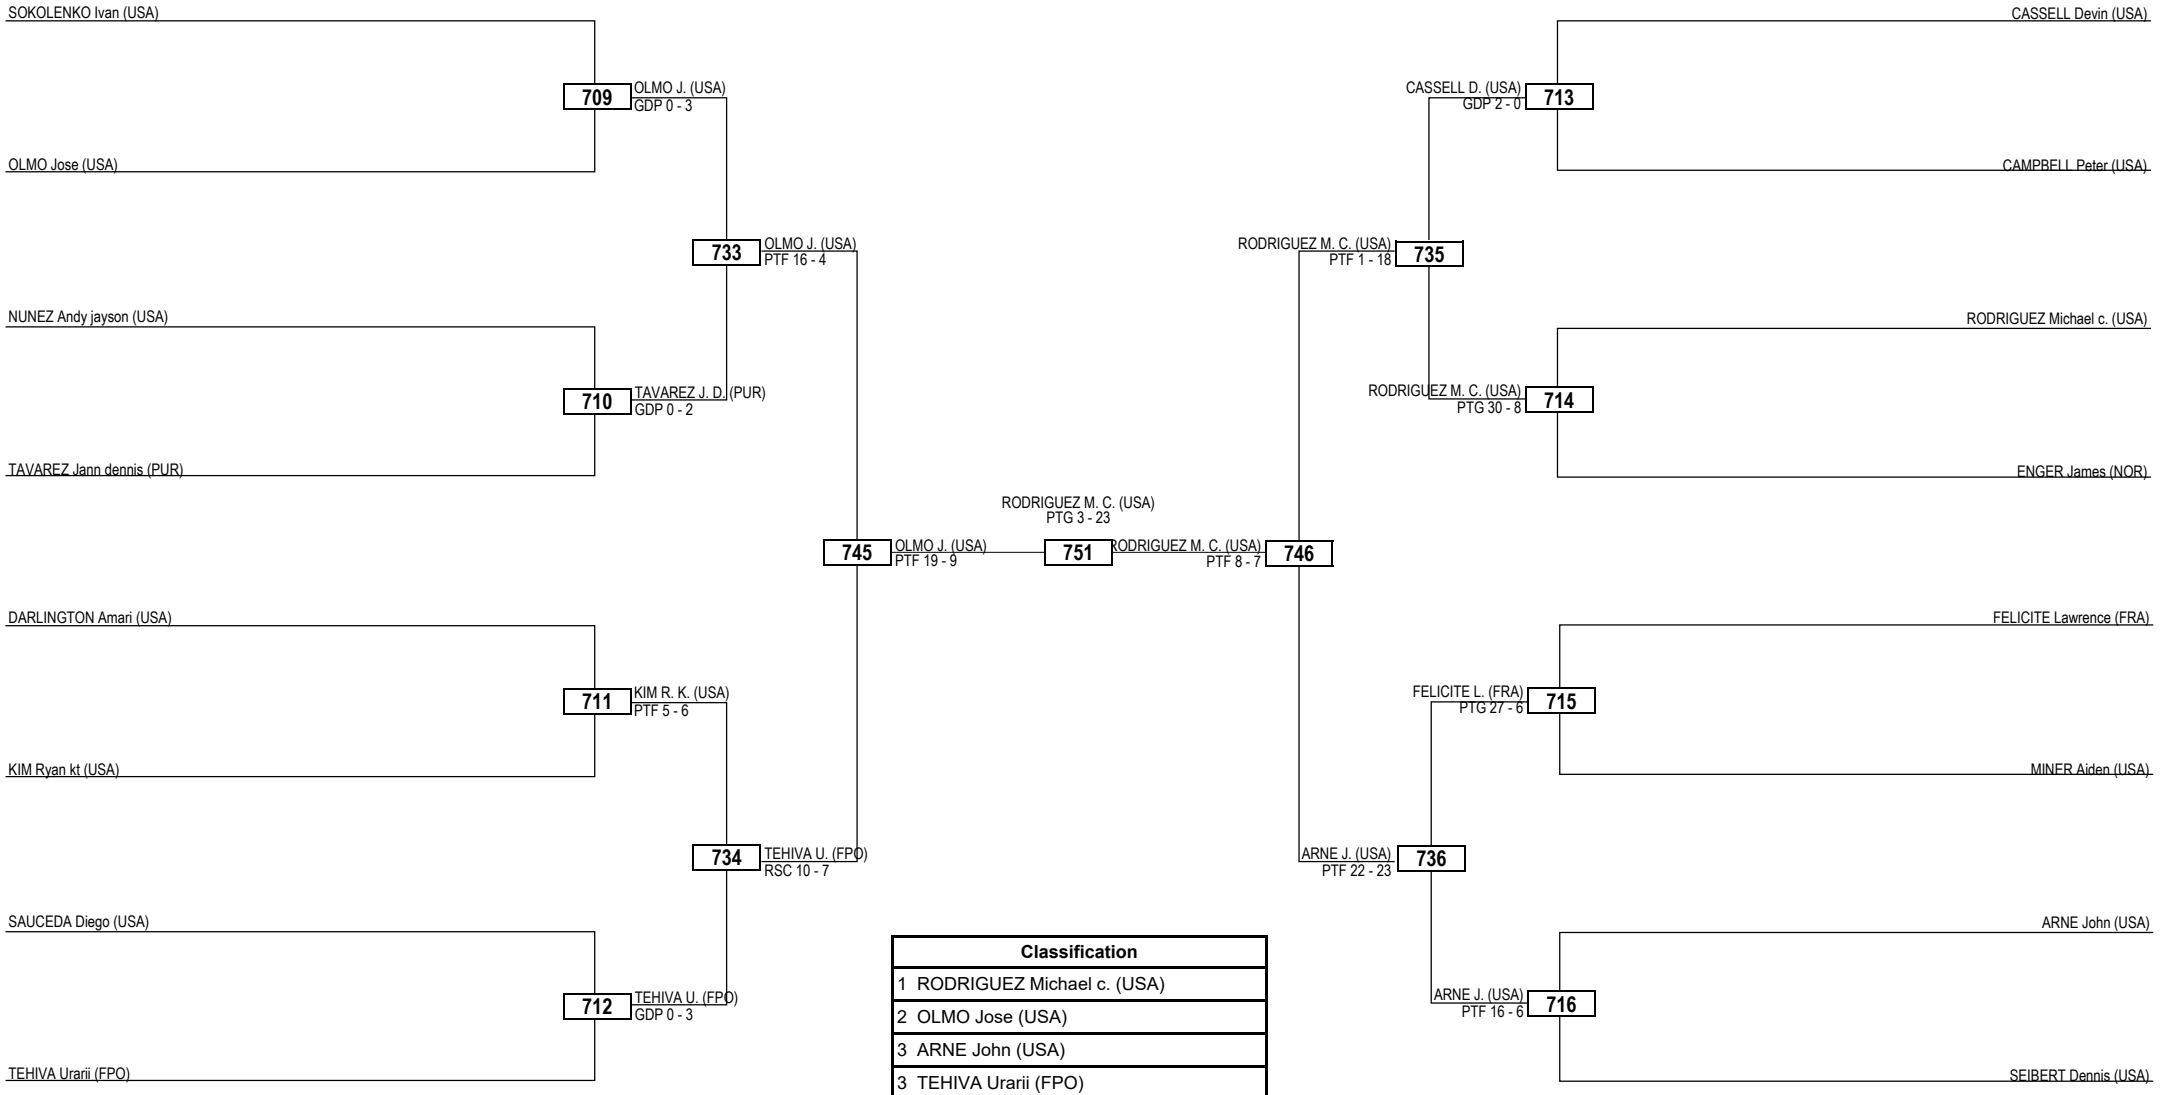 SOKOLENKO Ivan (USA)
CASSELL Devin (USA)
709
OLMO J. (USA)
GDP 0 - 3
CASSELL D. (USA)
GDP 2 - 0
713
OLMO Jose (USA)
CAMPBELL Peter (USA)
733
OLMO J. (USA)
PTF 16 - 4
RODRIGUEZ M. C. (USA)
PTF 1 - 18
735
NUNEZ Andy jayson (USA)
RODRIGUEZ Michael c. (USA)
710
TAVAREZ J. D. (PUR)
GDP 0 - 2
RODRIGUEZ M. C. (USA)
PTG 30 - 8
714
TAVAREZ Jann dennis (PUR)
ENGER James (NOR)
RODRIGUEZ M. C. (USA)
PTG 3 - 23
745
OLMO J. (USA)
PTF 19 - 9
751
RODRIGUEZ M. C. (USA)
PTF 8 - 7
746
DARLINGTON Amari (USA)
FELICITE Lawrence (FRA)
711
KIM R. K. (USA)
PTF 5 - 6
FELICITE L. (FRA)
PTG 27 - 6
715
KIM Ryan kt (USA)
MINER Aiden (USA)
734
TEHIVA U. (FPO)
RSC 10 - 7
ARNE J. (USA)
PTF 22 - 23
736
SAUCEDA Diego (USA)
ARNE John (USA)
712
TEHIVA U. (FPO)
GDP 0 - 3
ARNE J. (USA)
PTF 16 - 6
716
TEHIVA Urarii (FPO)
SEIBERT Dennis (USA)
Classification
1 RODRIGUEZ Michael c. (USA)
2 OLMO Jose (USA)
3 ARNE John (USA)
3 TEHIVA Urarii (FPO)